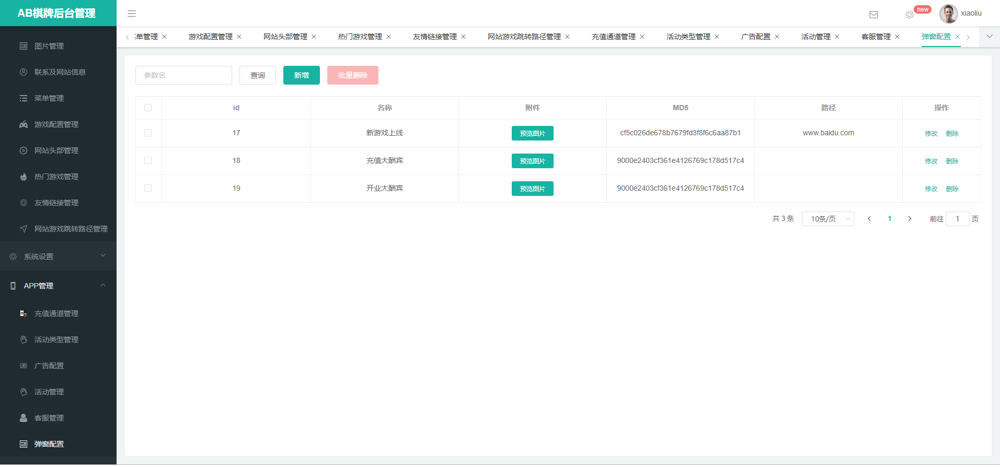 AB棋牌后台管理
new
xiaoliu
单管理
游戏配置管理
网站头部管理
热门游戏管理
友情链接管理
网站游戏跳转路径管理
充值通道管理
活动类型管理
广告配置
活动管理
客服管理
弹窗配置
图片管理
联系及网站信息
菜单管理
游戏配置管理
网站头部管理
热门游戏管理
友情链接管理
网站游戏跳转路径管理
系统设置
APP管理
充值通道管理
活动类型管理
广告配置
活动管理
客服管理
弹窗配置
参数名 查询 新增 批量删除
id 名称 附件 MD5 路径 操作
17 新游戏上线 预览图片 cf5c026de678b7679fd3f8f6c6aa87b1 www.baidu.com 修改 删除
18 充值大酬宾 预览图片 9000e2403cf361e4126769c178d517c4 修改 删除
19 开业大酬宾 预览图片 9000e2403cf361e4126769c178d517c4 修改 删除
共 3 条 10条/页 1 前往 1 页